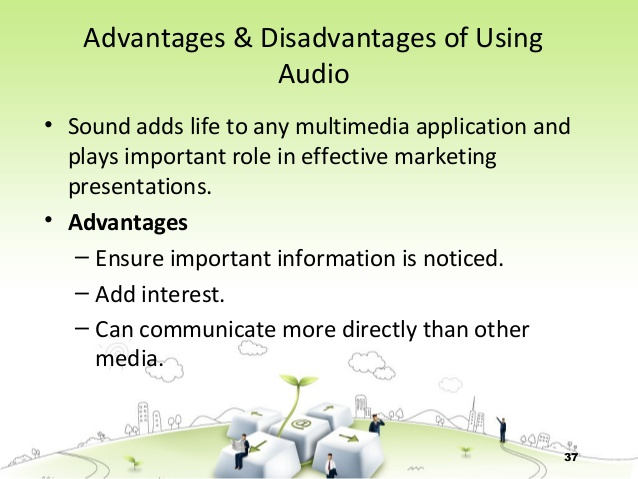 Advantages & Disadvantages of Using
Audio
• Sound adds life to any multimedia application and
plays important role in effective marketing
presentations.
• Advantages
– Ensure important information is noticed.
– Add interest.
– Can communicate more directly than other
media.
@
37